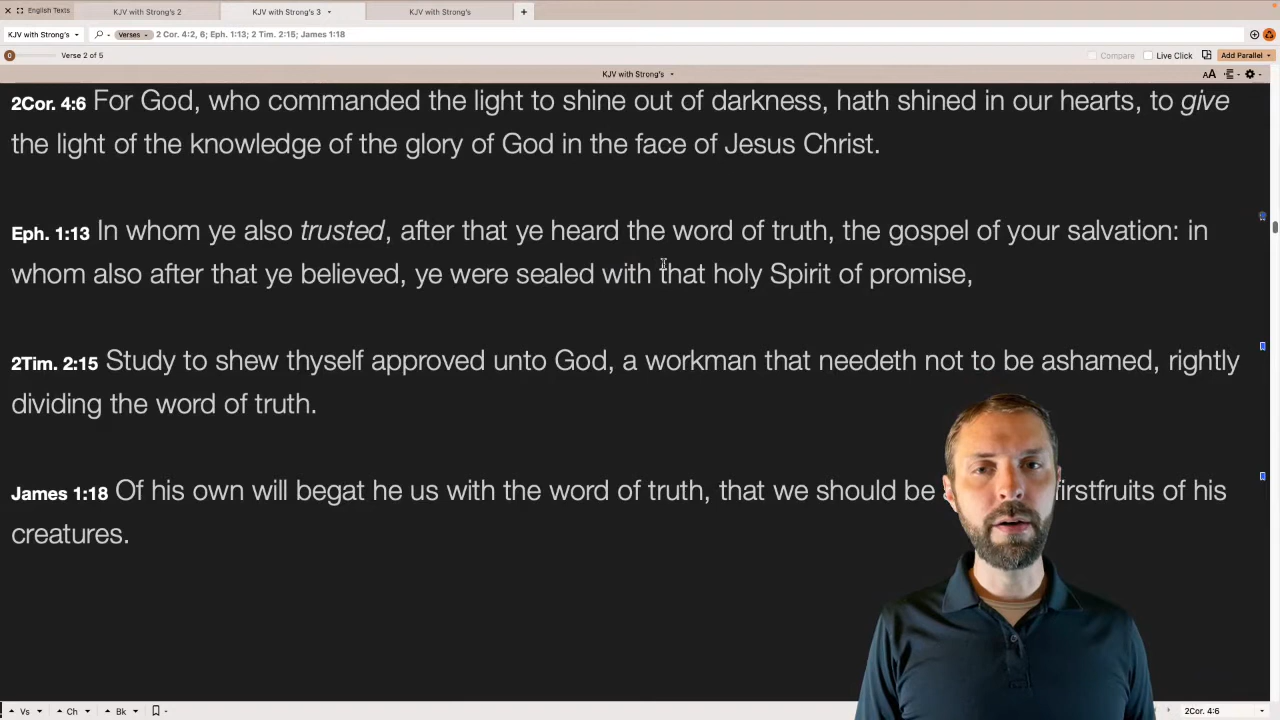 English Texts
KJV with Strong's 2
KJV with Strong's 3
KJV with Strong's
+
KJV with Strong's
Verses
2 Cor. 4:2, 6; Eph. 1:13; 2 Tim. 2:15; James 1:18
0
Verse 2 of 5
Compare
Live Click
Add Parallel
KJV with Strong's
AA
2Cor. 4:6 For God, who commanded the light to shine out of darkness, hath shined in our hearts, to give
the light of the knowledge of the glory of God in the face of Jesus Christ.
Eph. 1:13 In whom ye also trusted, after that ye heard the word of truth, the gospel of your salvation: in
whom also after that ye believed, ye were sealed with that holy Spirit of promise,
2Tim. 2:15 Study to shew thyself approved unto God, a workman that needeth not to be ashamed, rightly
dividing the word of truth.
James 1:18 Of his own will begat he us with the word of truth, that we should be firstfruits of his
creatures.
Vs
Ch
Bk
2Cor. 4:6